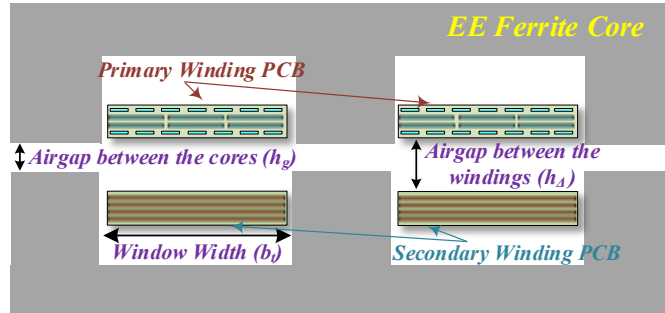 EE Ferrite Core
Primary Winding PCB
Airgap between the cores (hg)
Airgap between the
windings (hΔ)
Window Width (bt)
Secondary Winding PCB